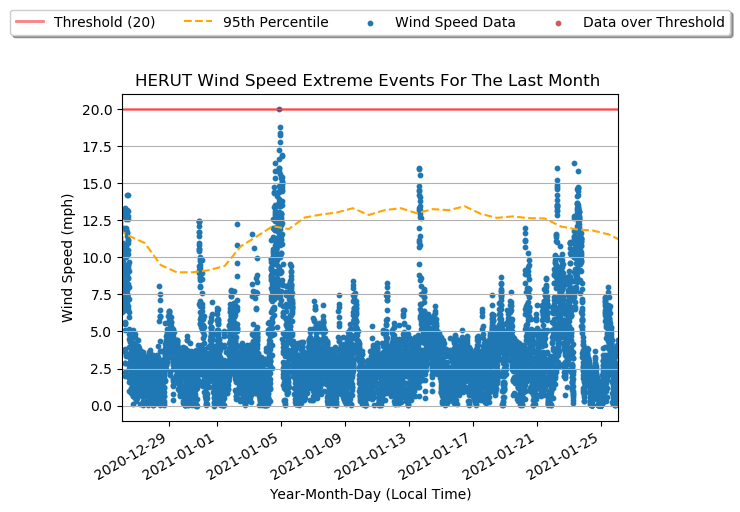 Threshold (20) 95th Percentile Wind Speed Data Data over Threshold
HERUT Wind Speed Extreme Events For The Last Month
20.0
17.5
15.0
12.5
10.0
7.5
5.0
2.5
0.0
Wind Speed (mph)
2020-12-29 2021-01-01 2021-01-05 2021-01-09 2021-01-13 2021-01-17 2021-01-21 2021-01-25
Year-Month-Day (Local Time)